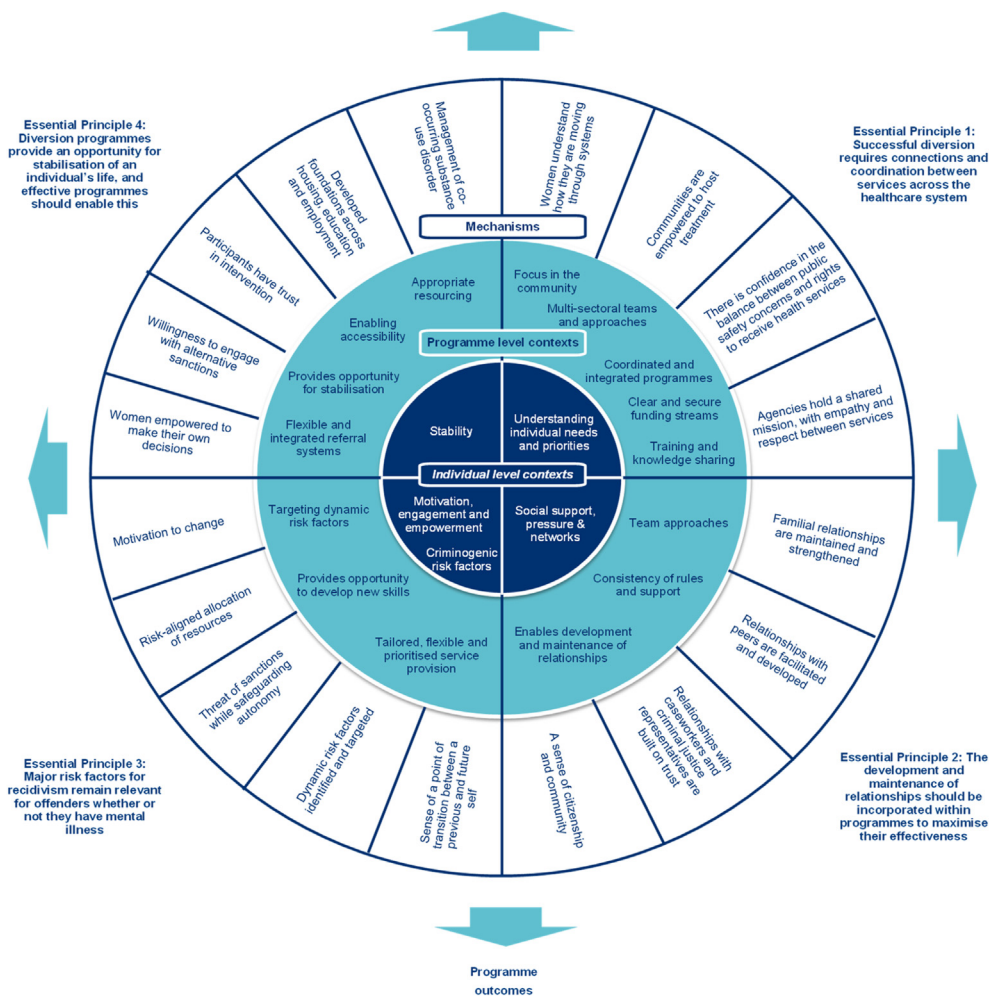 Essential Principle 4:
Diversion programmes
provide an opportunity for
stabilisation of an
individual's life, and
effective programmes
should enable this
Essential Principle 1:
Successful diversion
requires connections and
coordination between
services across the
healthcare system
Management of co-
occurring substance
use disorder
Women understand
how they are moving
through systems
Developed
foundations across
housing, education
and employment
Communities are
empowered to host
treatment
Mechanisms
Participants have trust
in intervention
There is confidence in the
balance between public
safety concerns and rights
to receive health services
Willingness to engage
with alternative
sanctions
Agencies hold a shared
mission, with empathy and
respect between services
Women empowered to
make their own
decisions
Appropriate
resourcing
Focus in the
community
Enabling
accessibility
Multi-sectoral teams
and approaches
Programme level contexts
Provides opportunity
for stabilisation
Coordinated and
integrated programmes
Clear and secure
funding streams
Flexible and
integrated referral
systems
Training and
knowledge sharing
Stability
Understanding
individual needs
and priorities
Individual level contexts
Motivation,
engagement and
empowerment
Criminogenic
risk factors
Social support,
pressure &
networks
Targeting dynamic
risk factors
Team approaches
Provides opportunity
to develop new skills
Consistency of rules
and support
Tailored, flexible and
prioritised service
provision
Enables development
and maintenance of
relationships
Motivation to change
Familial relationships
are maintained and
strengthened
Risk-aligned allocation
of resources
Relationships with
peers are facilitated
and developed
Threat of sanctions
while safeguarding
autonomy
Relationships with
caseworkers and
criminal justice
representatives are
built on trust
Dynamic risk factors
identified and targeted
Sense of a point of
transition between a
previous and future
self
A sense of citizenship
and community
Essential Principle 3:
Major risk factors for
recidivism remain relevant
for offenders whether or
not they have mental
illness
Essential Principle 2: The
development and
maintenance of
relationships should be
incorporated within
programmes to maximise
their effectiveness
Programme
outcomes